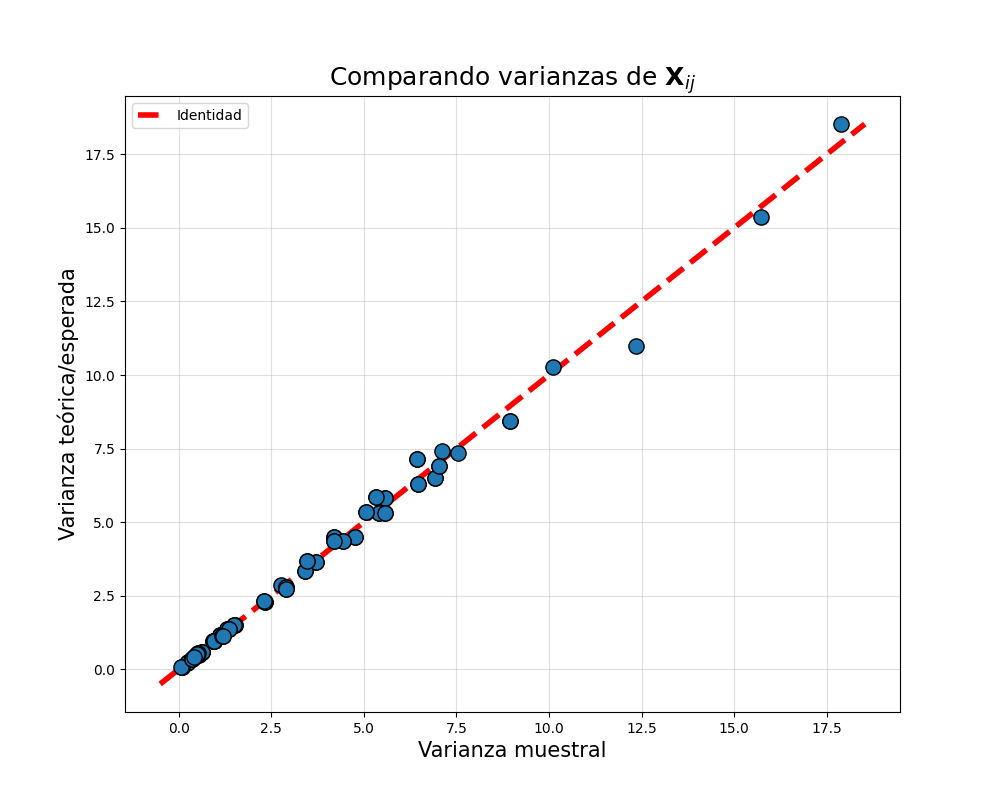 Comparando varianzas de X_ij
Identidad
Varianza teórica/esperada
17.5
15.0
12.5
10.0
7.5
5.0
2.5
0.0
0.0 2.5 5.0 7.5 10.0 12.5 15.0 17.5
Varianza muestral